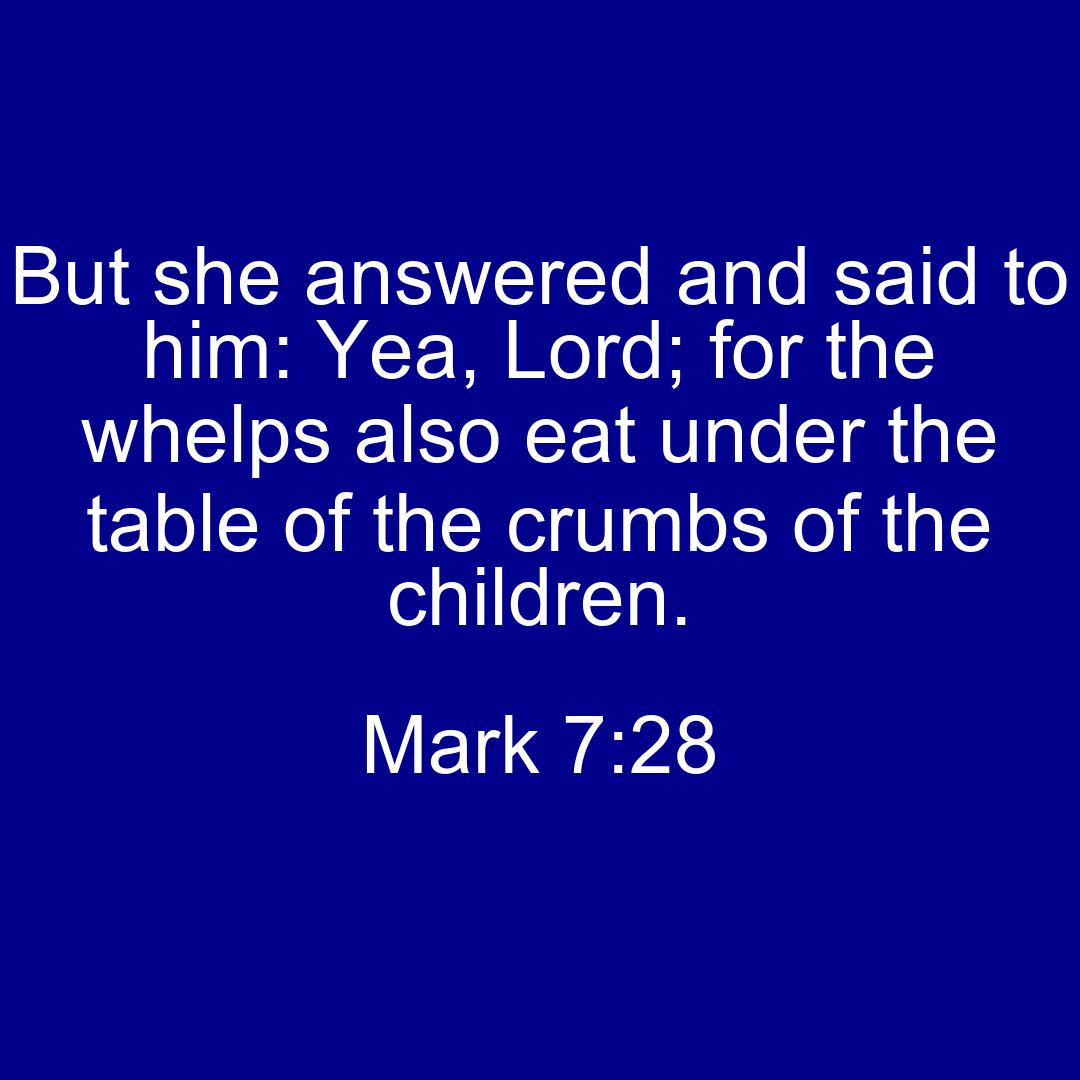 But she answered and said to
him: Yea, Lord; for the
whelps also eat under the
table of the crumbs of the
children.
Mark 7:28